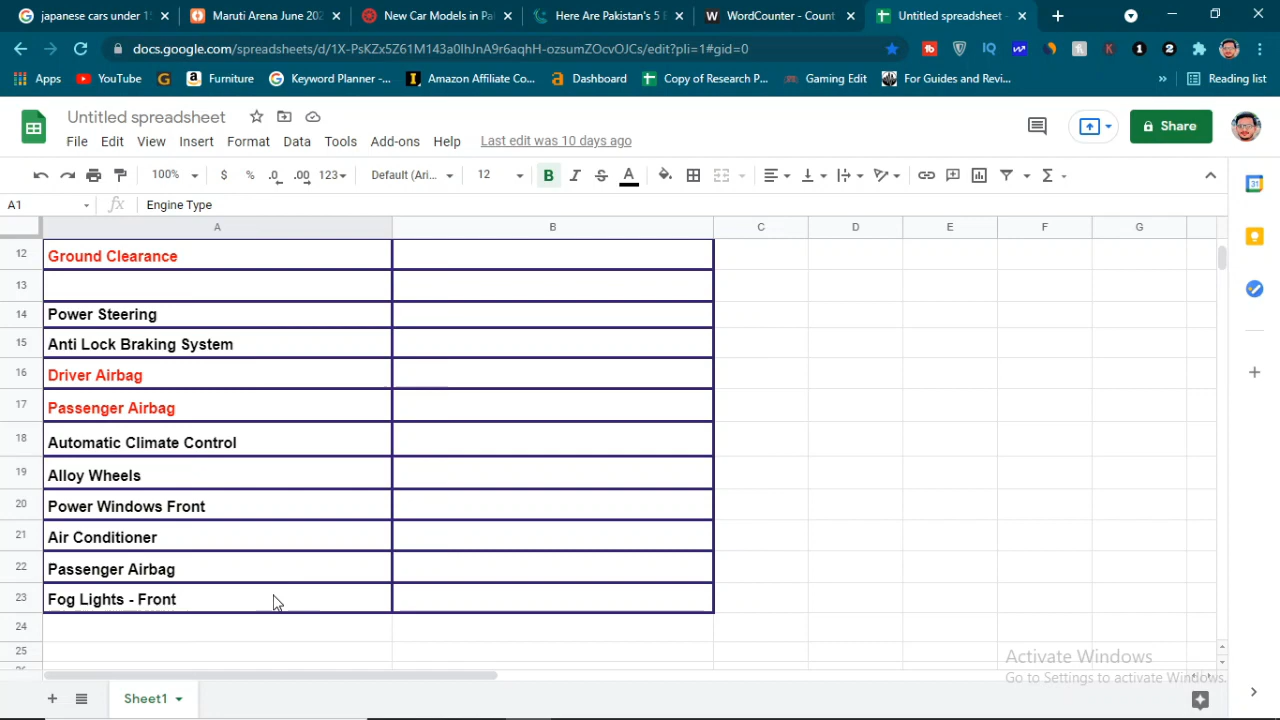 japanese cars under 1
Maruti Arena June 202
New Car Models in Pa
Here Are Pakistan's 5
WordCounter - Count
Untitled spreadsheet -
docs.google.com/spreadsheets/d/1X-PsKZx5Z61M143a0lhJnA9r6aqhH-ozsumZOcvOJCs/edit?pli=1#gid=0
Apps
YouTube
Furniture
Keyword Planner -...
Amazon Affiliate Co...
Dashboard
Copy of Research P...
Gaming Edit
For Guides and Revi...
»
Reading list
Untitled spreadsheet
File Edit View Insert Format Data Tools Add-ons Help Last edit was 10 days ago
Share
100% $ % .0 .00 123 Default (Ari... 12 B I S A
A1 fx Engine Type
A B C D E F G
12 Ground Clearance
13
14 Power Steering
15 Anti Lock Braking System
16 Driver Airbag
17 Passenger Airbag
18 Automatic Climate Control
19 Alloy Wheels
20 Power Windows Front
21 Air Conditioner
22 Passenger Airbag
23 Fog Lights - Front
24
25
Activate Windows
Go to Settings to activate Windows.
Sheet1